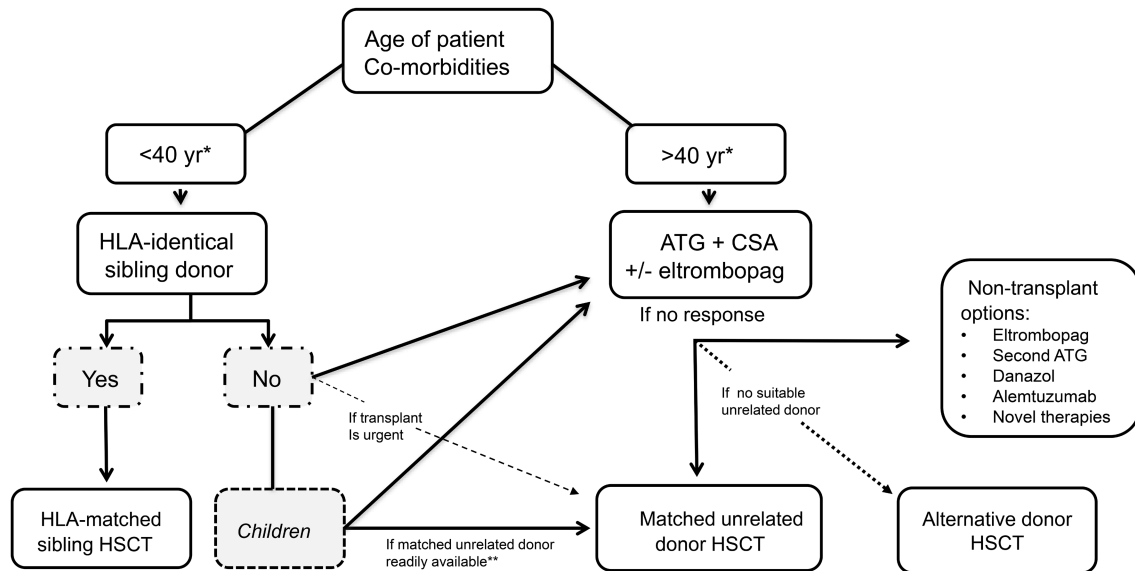 Age of patient
Co-morbidities
<40 yr*
>40 yr*
HLA-identical
sibling donor
ATG + CSA
+/- eltrombopag
If no response
Non-transplant
options:
• Eltrombopag
• Second ATG
• Danazol
• Alemtuzumab
• Novel therapies
Yes
No
If transplant
Is urgent
If no suitable
unrelated donor
HLA-matched
sibling HSCT
Children
If matched unrelated donor
readily available**
Matched unrelated
donor HSCT
Alternative donor
HSCT